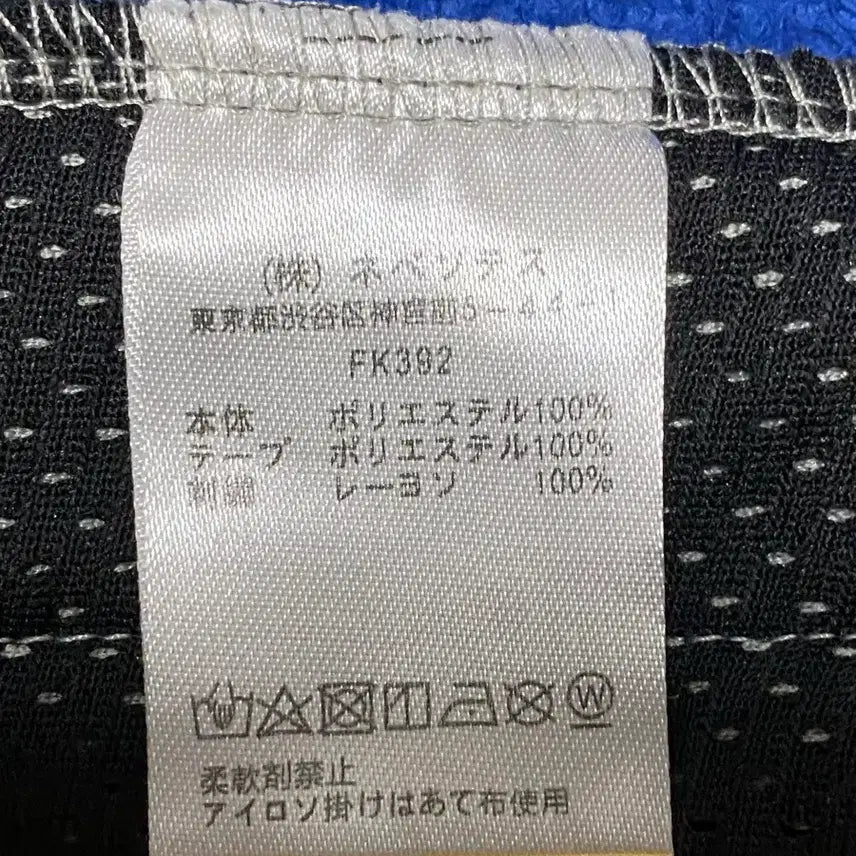 (株) ネペンテス
東京都渋谷区神宮前5-44-1
FK392
本体 ポリエステル100%
テープ ポリエステル100%
刺繍 レーヨン 100%
W
柔軟剤禁止
アイロン掛けはあて布使用